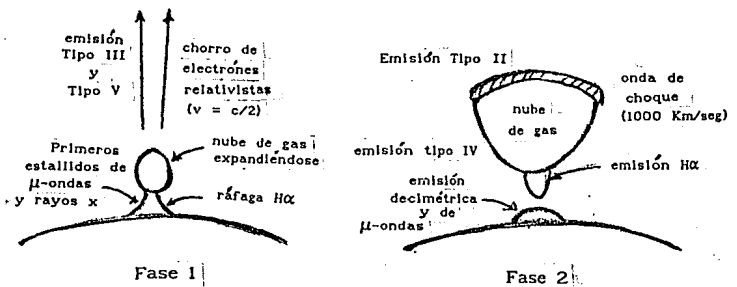 emisión
Tipo III
y
Tipo V
chorro de
electrónes
relativistas
(v = c/2)
Primeros
estallidos de
μ-ondas
y rayos x
nube de gas
expandiéndose
ráfaga Hα
Fase 1
Emisión Tipo II
onda de
choque
(1000 Km/seg)
nube
de gas
emisión tipo IV
emisión Hα
emisión
decimétrica
y de
μ-ondas
Fase 2